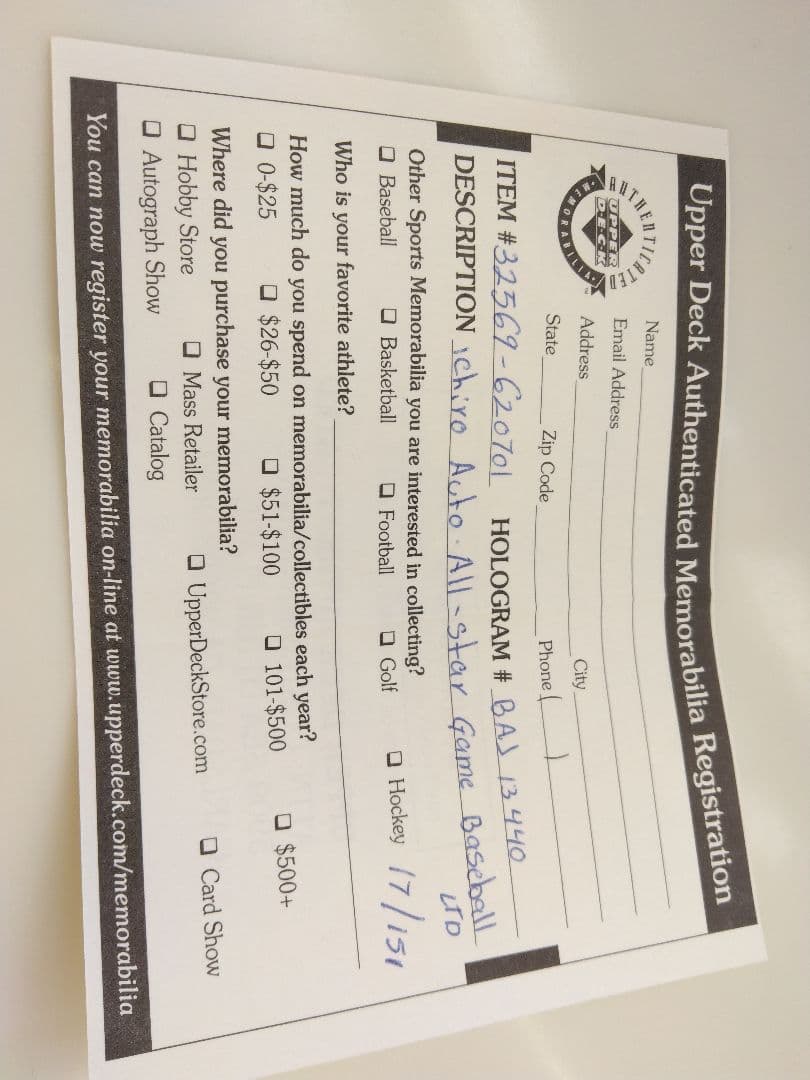 Upper Deck Authenticated Memorabilia Registration
AUTHENTICATED
UPPER
DECK
MEMORABILIA
Name
Email Address
Address City
State Zip Code Phone ( )
ITEM # 32569-620701 HOLOGRAM # BAJ 13440
DESCRIPTION ichiro Auto. All-Star Game Baseball
LTD
17/151
Other Sports Memorabilia you are interested in collecting?
Baseball Basketball Football Golf Hockey
Who is your favorite athlete?
How much do you spend on memorabilia/collectibles each year?
0-$25 $26-$50 $51-$100 101-$500 $500+
Where did you purchase your memorabilia?
Hobby Store Mass Retailer UpperDeckStore.com Card Show
Autograph Show Catalog
You can now register your memorabilia on-line at www.upperdeck.com/memorabilia